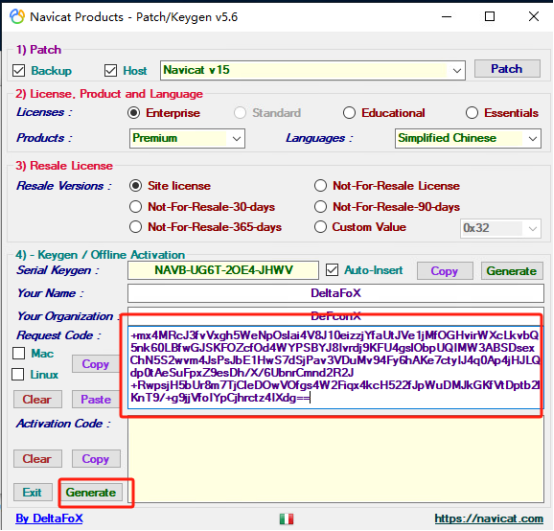 Navicat Products - Patch/Keygen v5.6
1) Patch
Backup Host Navicat v15 Patch
2) License, Product and Language
Licenses : Enterprise Standard Educational Essentials
Products : Premium Languages : Simplified Chinese
3) Resale License
Resale Versions : Site license Not-For-Resale License
Not-For-Resale-30-days Not-For-Resale-90-days
Not-For-Resale-365-days Custom Value 0x32
4) - Keygen / Offline Activation
Serial Keygen : NAVB-UG6T-2OE4-JHWV Auto-Insert Copy Generate
Your Name : DeltaFoX
Your Organization : DeFconX
Request Code :
Mac
Copy
Linux
Clear Paste
Activation Code :
Clear Copy
Exit Generate
By DeltaFoX https://navicat.com